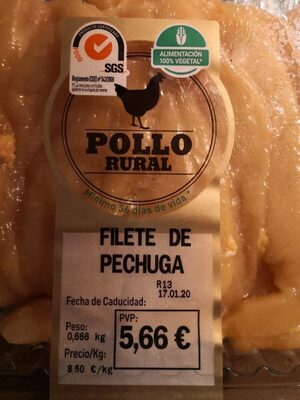 SGS
ALIMENTACIÓN
100% VEGETAL*
POLLO
RURAL
Mínimo 56 días de vida *
FILETE DE
PECHUGA
R13
17.01.20
Fecha de Caducidad:
Peso:
0,666 kg
PVP:
5,66 €
Precio/Kg:
8.50 €/kg